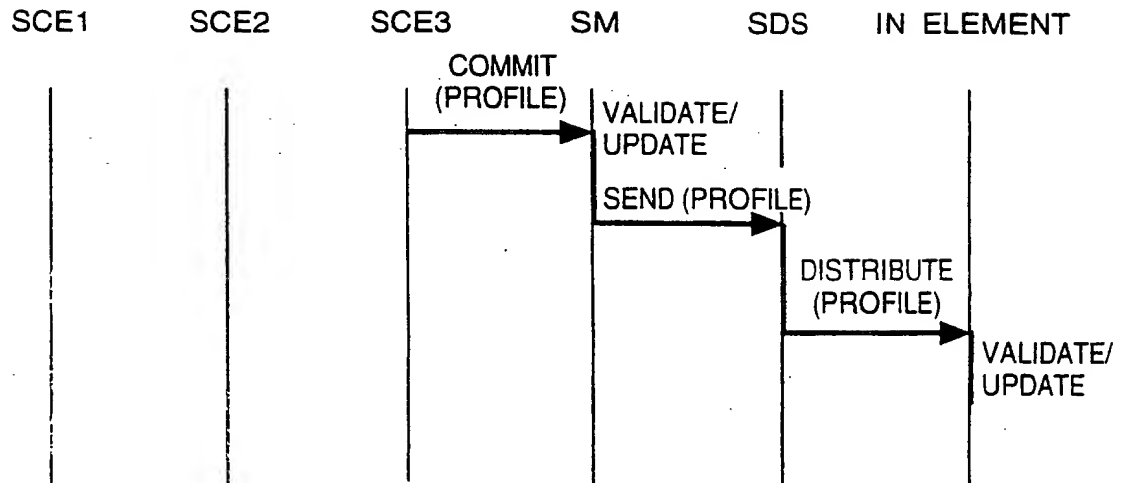 SCE1 SCE2 SCE3 SM SDS IN ELEMENT
COMMIT
(PROFILE)
VALIDATE/
UPDATE
SEND (PROFILE)
DISTRIBUTE
(PROFILE)
VALIDATE/
UPDATE